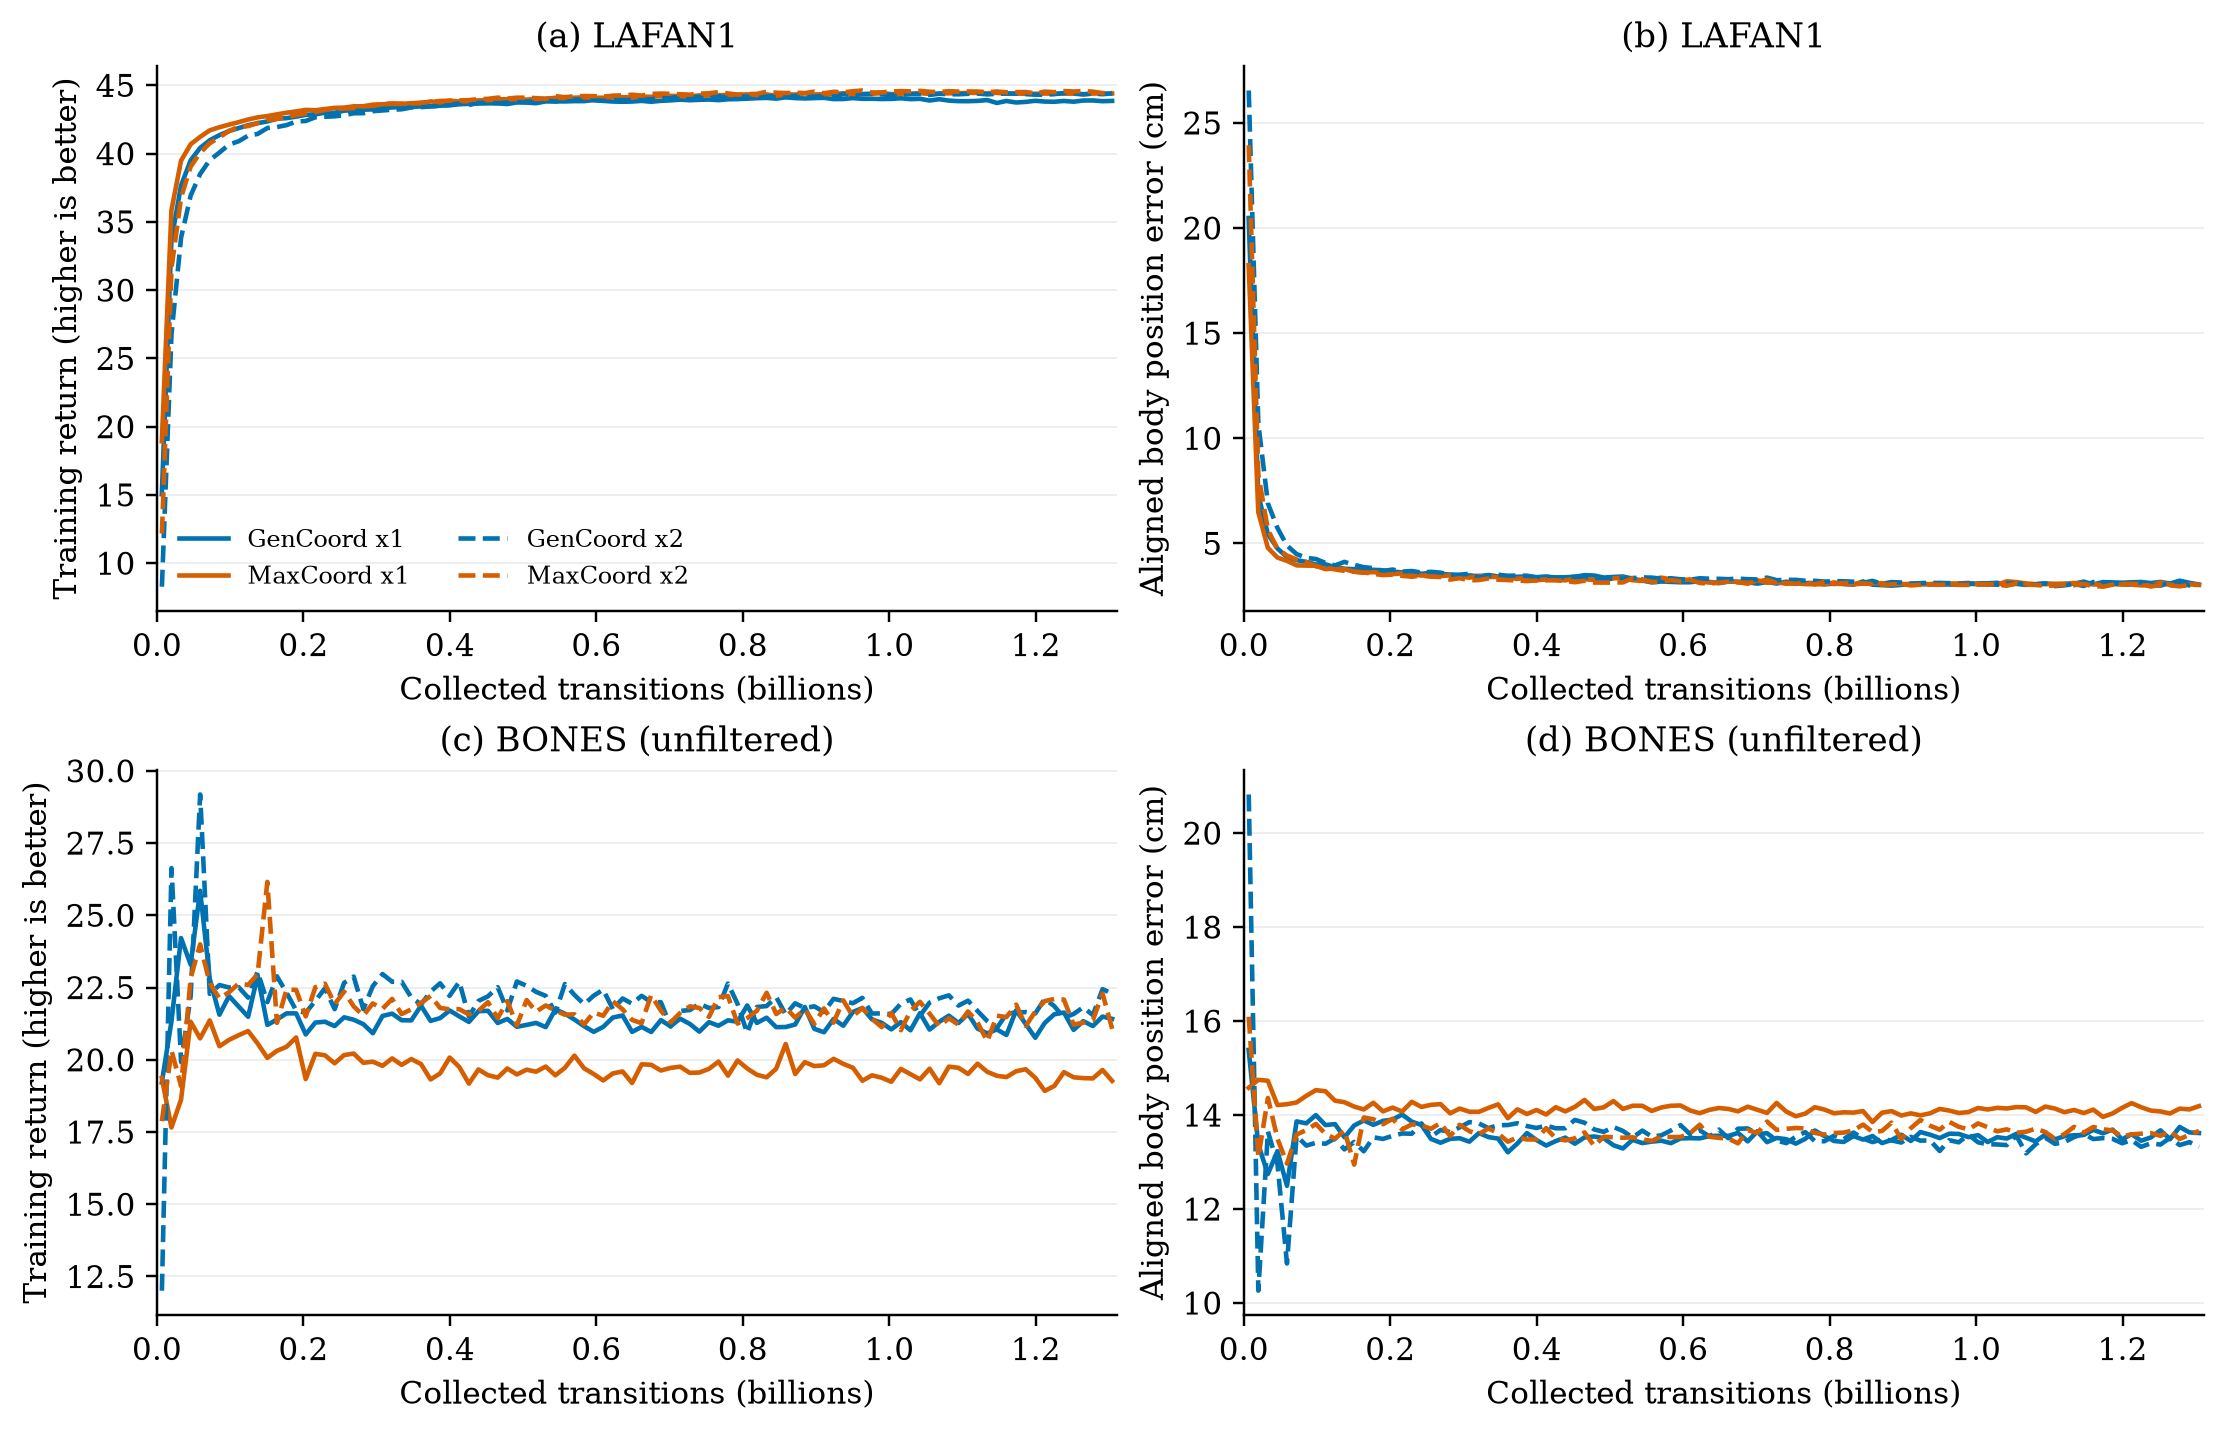 (a) LAFAN1
Training return (higher is better)
45
40
35
30
25
20
15
10
GenCoord x1
GenCoord x2
MaxCoord x1
MaxCoord x2
0.0 0.2 0.4 0.6 0.8 1.0 1.2
Collected transitions (billions)
(b) LAFAN1
Aligned body position error (cm)
25
20
15
10
5
0.0 0.2 0.4 0.6 0.8 1.0 1.2
Collected transitions (billions)
(c) BONES (unfiltered)
Training return (higher is better)
30.0
27.5
25.0
22.5
20.0
17.5
15.0
12.5
0.0 0.2 0.4 0.6 0.8 1.0 1.2
Collected transitions (billions)
(d) BONES (unfiltered)
Aligned body position error (cm)
20
18
16
14
12
10
0.0 0.2 0.4 0.6 0.8 1.0 1.2
Collected transitions (billions)